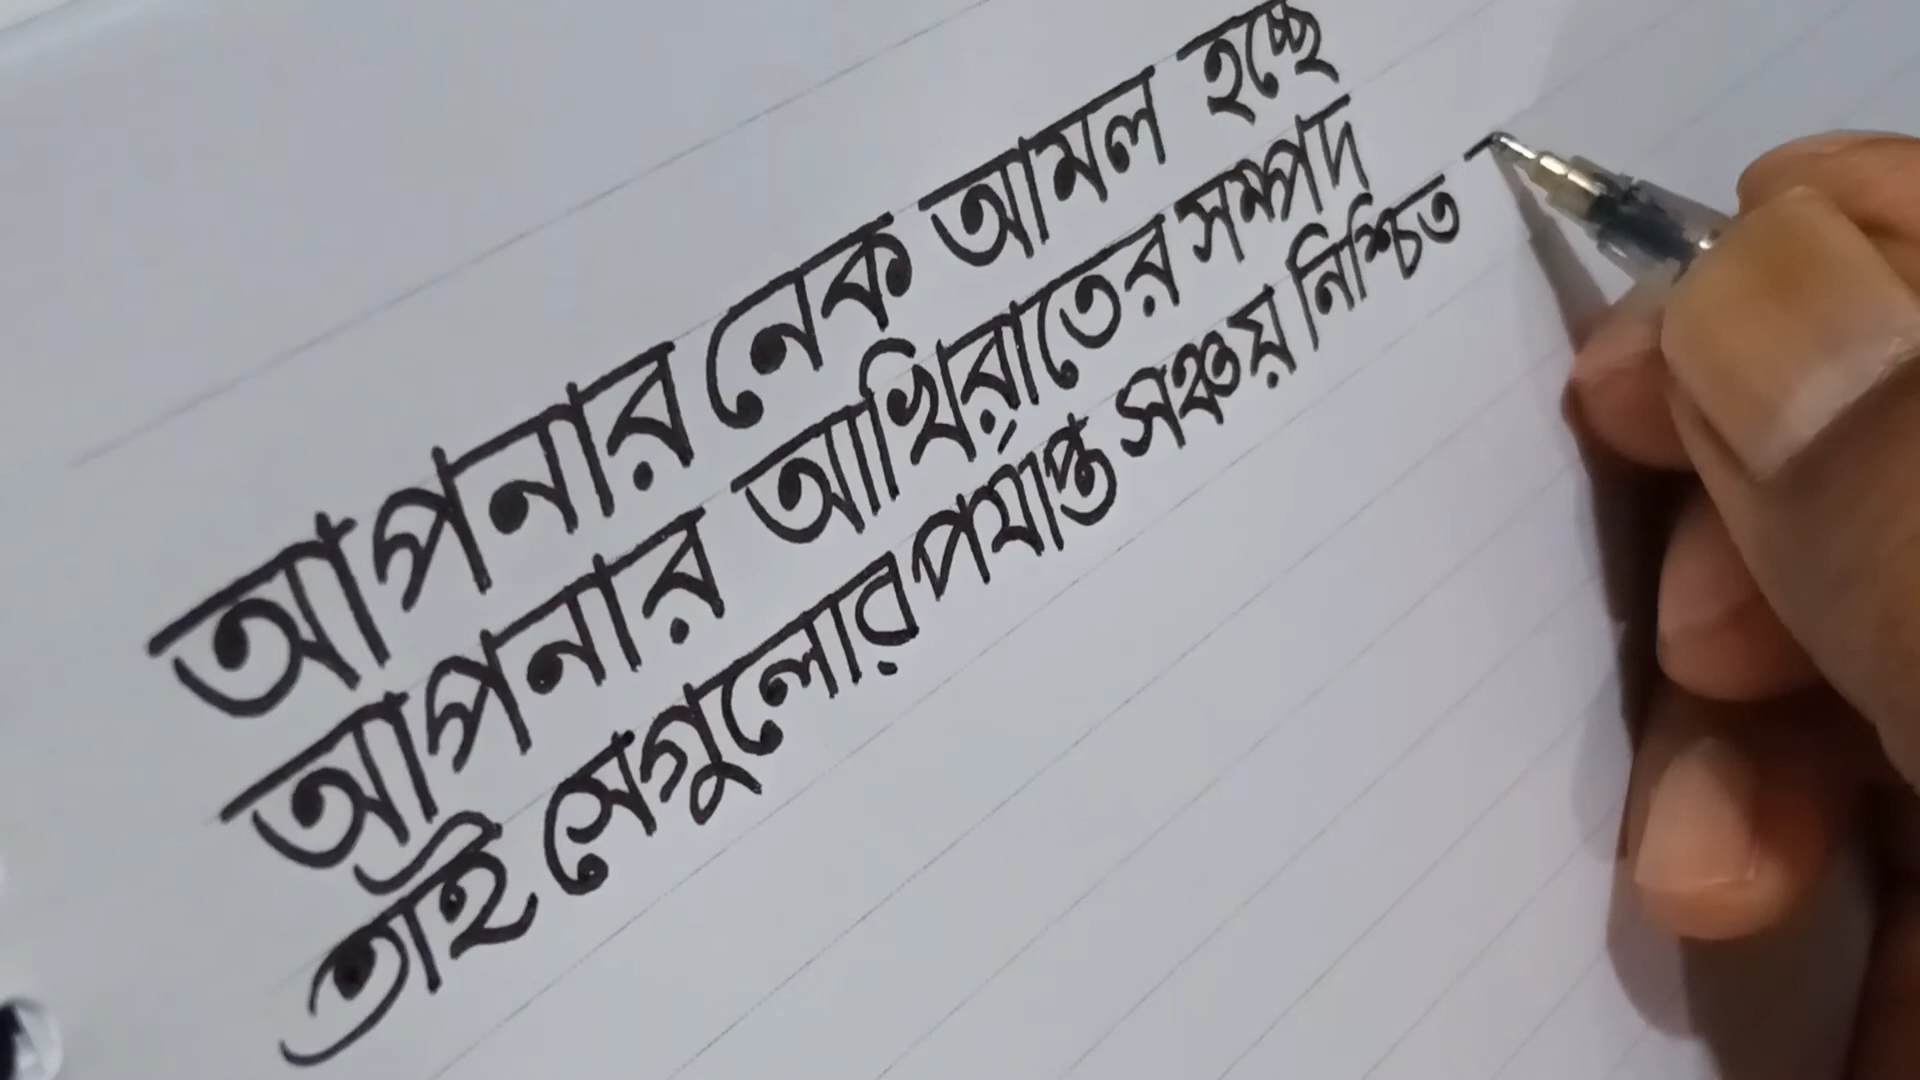 আপনার নেক আমল হচ্ছে
আপনার আখিরাতের সম্পদ
তাই সেগুলোর পর্যাপ্ত সঞ্চয় নিশ্চিত